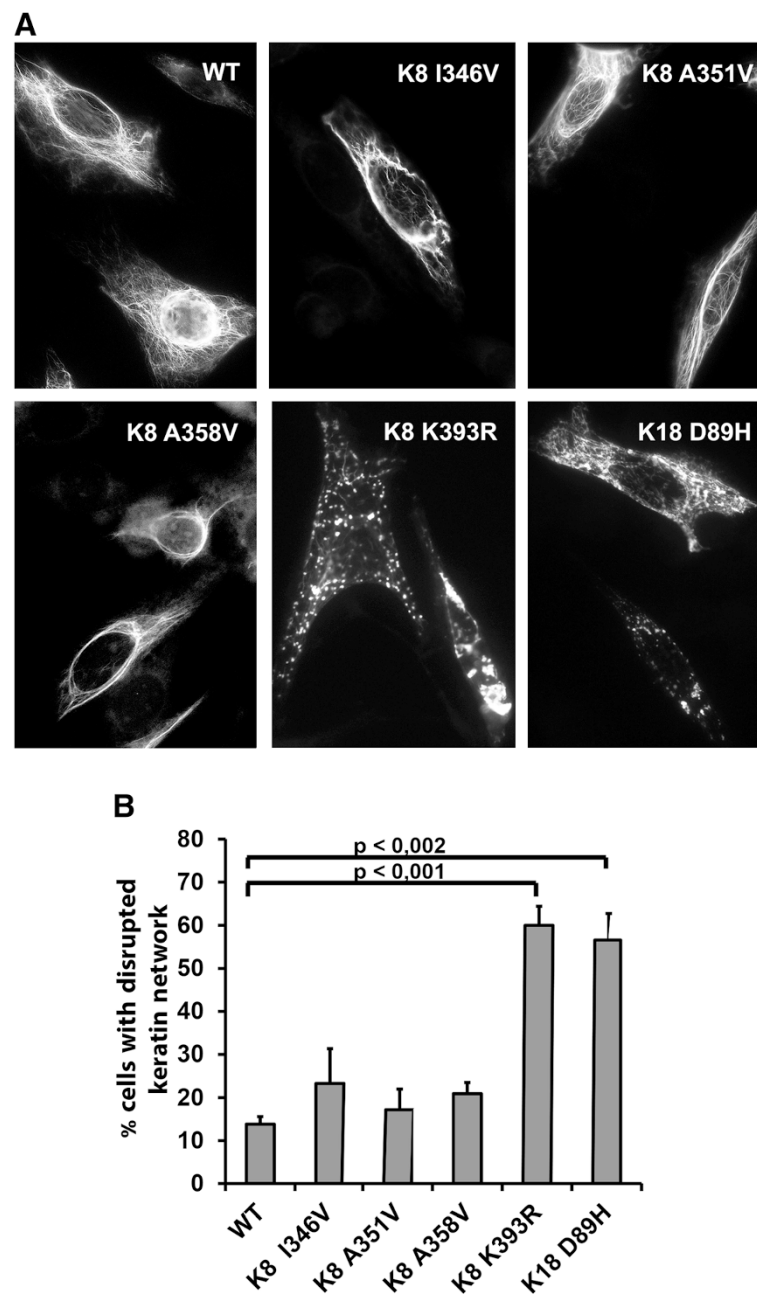 A
WT
K8 I346V
K8 A351V
K8 A358V
K8 K393R
K18 D89H
B
80
70
60
50
40
30
20
10
0
% cells with disrupted
keratin network
p < 0,002
p < 0,001
WT
K8 I346V
K8 A351V
K8 A358V
K8 K393R
K18 D89H